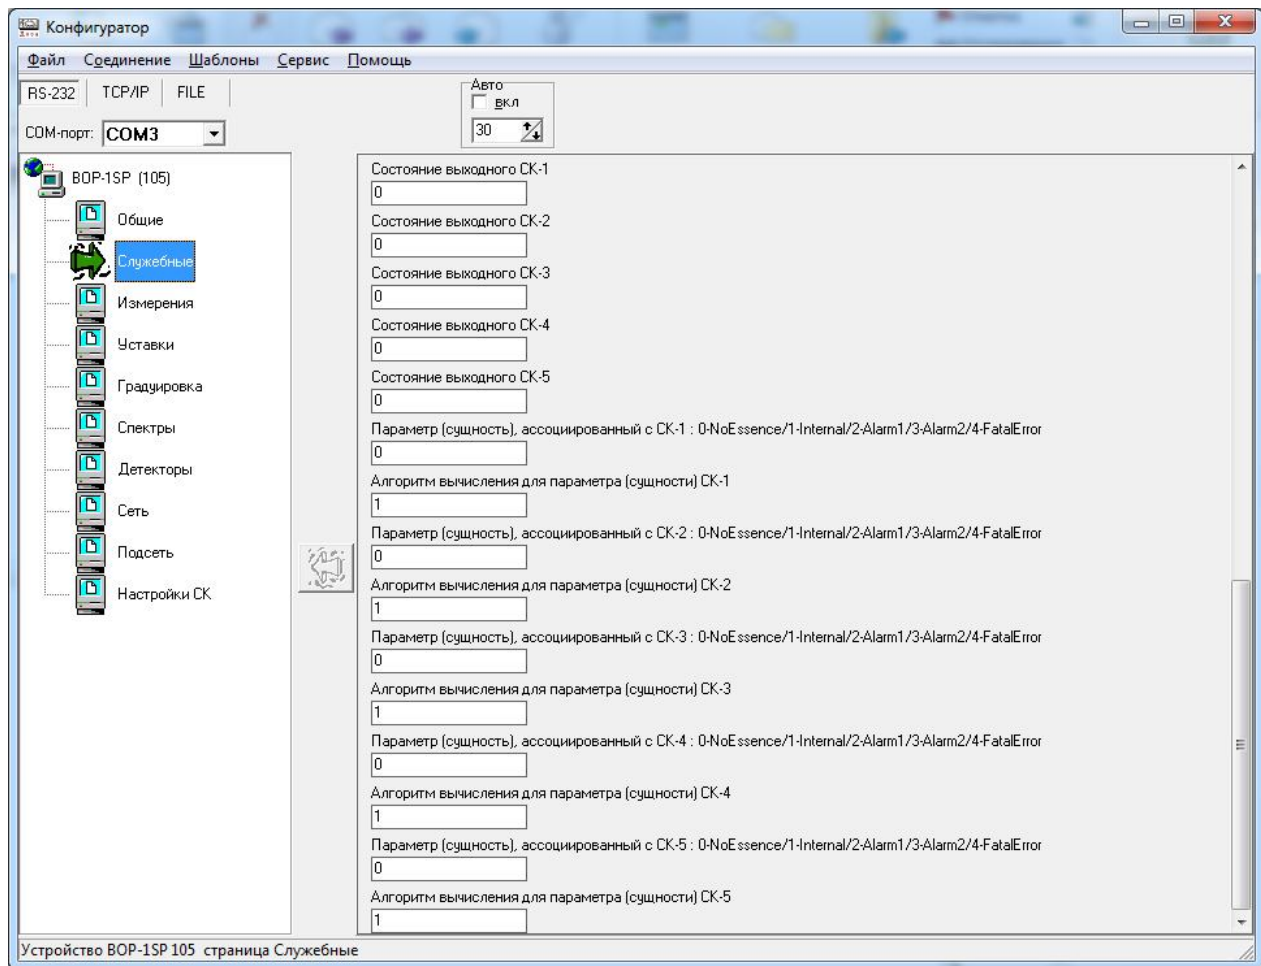 Конфигуратор
Файл Соединение Шаблоны Сервис Помощь
RS-232 TCP/IP FILE
Авто
вкл
30
COM-порт: COM3
BOP-1SP (105)
Общие
Служебные
Измерения
Уставки
Градуировка
Спектры
Детекторы
Сеть
Подсеть
Настройки СК
Состояние выходного СК-1
0
Состояние выходного СК-2
0
Состояние выходного СК-3
0
Состояние выходного СК-4
0
Состояние выходного СК-5
0
Параметр (сущность), ассоциированный с СК-1 : 0-NoEssence/1-Internal/2-Alarm1/3-Alarm2/4-FatalError
0
Алгоритм вычисления для параметра (сущности) СК-1
1
Параметр (сущность), ассоциированный с СК-2 : 0-NoEssence/1-Internal/2-Alarm1/3-Alarm2/4-FatalError
0
Алгоритм вычисления для параметра (сущности) СК-2
1
Параметр (сущность), ассоциированный с СК-3 : 0-NoEssence/1-Internal/2-Alarm1/3-Alarm2/4-FatalError
0
Алгоритм вычисления для параметра (сущности) СК-3
1
Параметр (сущность), ассоциированный с СК-4 : 0-NoEssence/1-Internal/2-Alarm1/3-Alarm2/4-FatalError
0
Алгоритм вычисления для параметра (сущности) СК-4
1
Параметр (сущность), ассоциированный с СК-5 : 0-NoEssence/1-Internal/2-Alarm1/3-Alarm2/4-FatalError
0
Алгоритм вычисления для параметра (сущности) СК-5
1
Устройство BOP-1SP 105 страница Служебные